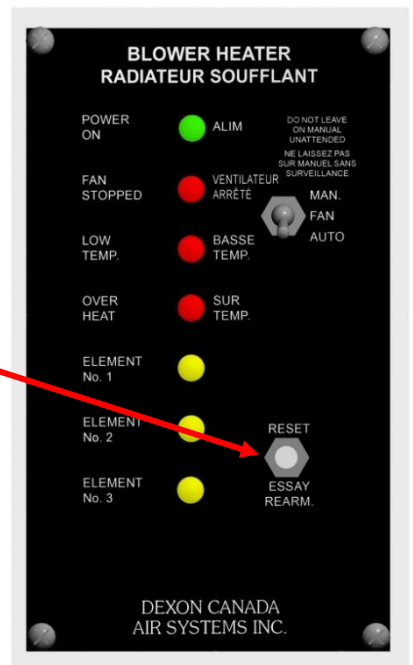 BLOWER HEATER
RADIATEUR SOUFFLANT
POWER
ON
ALIM
DO NOT LEAVE
ON MANUAL
UNATTENDED
NE LAISSEZ PAS
SUR MANUEL SANS
SURVEILLANCE
FAN
STOPPED
VENTILATEUR
ARRÊTÉ
MAN.
FAN
AUTO
LOW
TEMP.
BASSE
TEMP.
OVER
HEAT
SUR
TEMP.
ELEMENT
No. 1
ELEMENT
No. 2
RESET
ELEMENT
No. 3
ESSAY
REARM.
DEXON CANADA
AIR SYSTEMS INC.